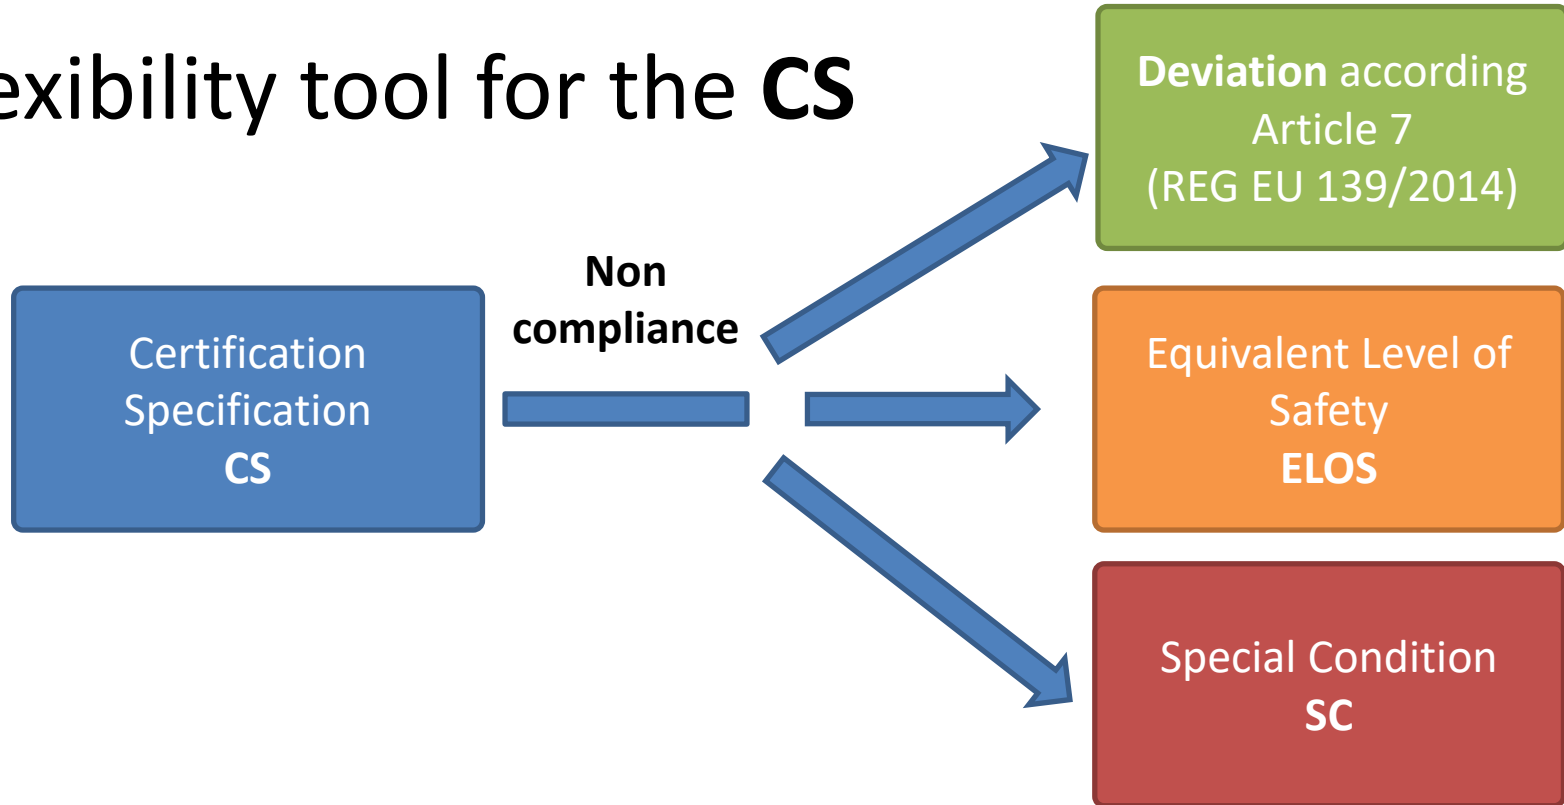 exibility tool for the CS
Deviation according
Article 7
(REG EU 139/2014)
Non
compliance
Certification
Specification
CS
Equivalent Level of
Safety
ELOS
Special Condition
SC